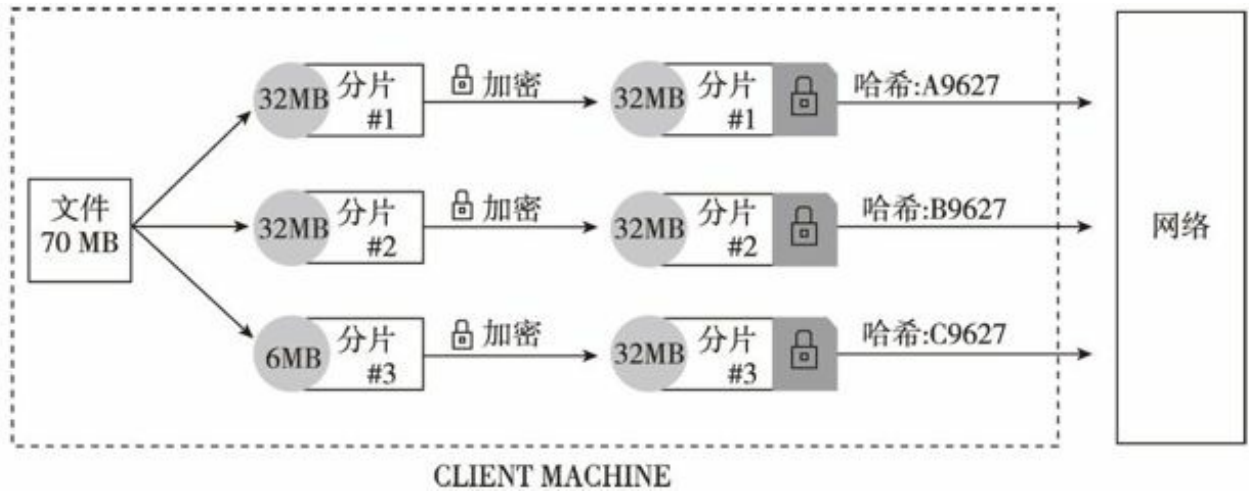 32MB 分片 #1
加密
32MB 分片 #1
哈希:A9627
文件
70 MB
32MB 分片 #2
加密
32MB 分片 #2
哈希:B9627
网络
6MB 分片 #3
加密
32MB 分片 #3
哈希:C9627
CLIENT MACHINE